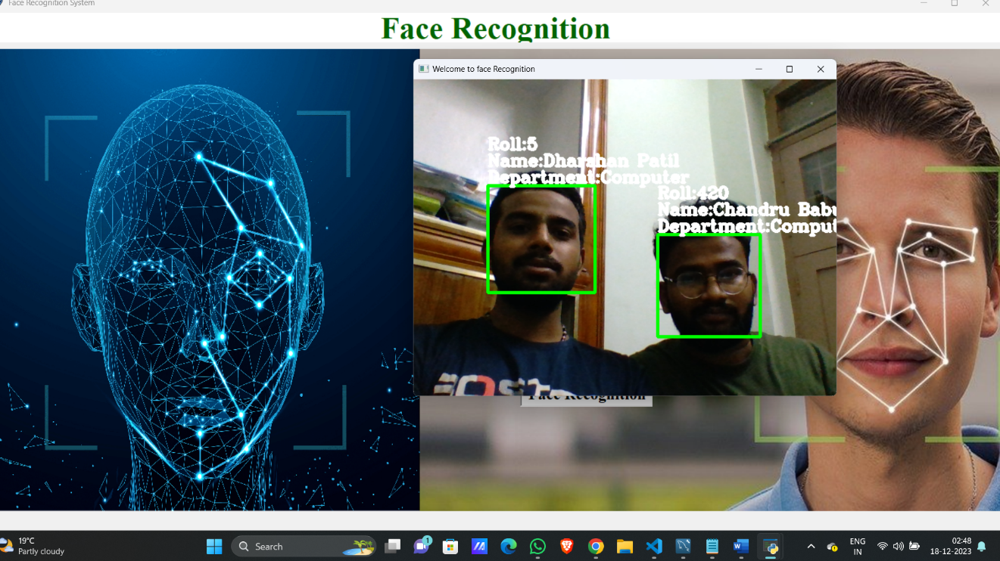 Face Recognition System
Face Recognition
Welcome to face Recognition
Roll:5
Name:Dharshan Patil
Department:Computer
Roll:420
Name:Chandru Babu
Department:Comput
Face Recognition
19°C
Partly cloudy
Search
1
ENG
IN
02:48
18-12-2023